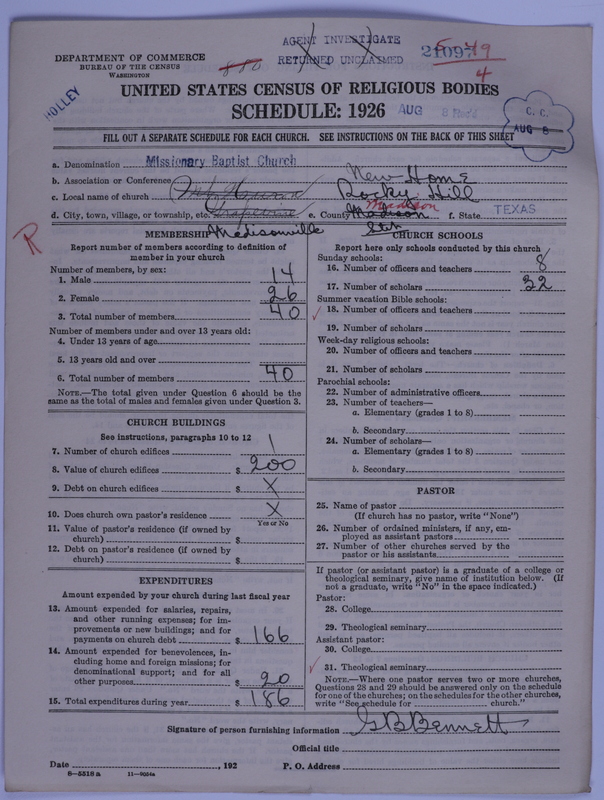 AGENT INVESTIGATE
RETURNED UNCLAIMED
DEPARTMENT OF COMMERCE
BUREAU OF THE CENSUS
WASHINGTON
HOLLEY
UNITED STATES CENSUS OF RELIGIOUS BODIES
SCHEDULE: 1926 AUG 8 Rec'd
C. C.
AUG 8
FILL OUT A SEPARATE SCHEDULE FOR EACH CHURCH. SEE INSTRUCTIONS ON THE BACK OF THIS SHEET
a. Denomination Missionary Baptist Church
b. Association or Conference New Home
c. Local name of church Rocky Hill
d. City, town, village, or township, etc. Grapevine e. County Madison Madison f. State TEXAS
Madisonville
R
MEMBERSHIP
Report number of members according to definition of
member in your church
Number of members, by sex:
1. Male 14
2. Female 26
3. Total number of members 40
Number of members under and over 13 years old:
4. Under 13 years of age
5. 13 years old and over
6. Total number of members 40
NOTE.—The total given under Question 6 should be
same as the total of males and females given under Question 3.
CHURCH BUILDINGS
See instructions, paragraphs 10 to 12
7. Number of church edifices 1
8. Value of church edifices $ 200
9. Debt on church edifices $ X
10. Does church own pastor's residence X
Yes or No
11. Value of pastor's residence (if owned by
church) $
12. Debt on pastor's residence (if owned by
church) $
EXPENDITURES
Amount expended by your church during last fiscal year
13. Amount expended for salaries, repairs,
and other running expenses; for im-
provements or new buildings; and for
payments on church debt $ 166
14. Amount expended for benevolences, in-
cluding home and foreign missions; for
denominational support; and for all
other purposes $ 20
15. Total expenditures during year $ 186
CHURCH SCHOOLS
Report here only schools conducted by this church
Sunday schools:
16. Number of officers and teachers 8
17. Number of scholars 32
Summer vacation Bible schools:
18. Number of officers and teachers
19. Number of scholars
Week-day religious schools:
20. Number of officers and teachers
21. Number of scholars
Parochial schools:
22. Number of administrative officers
23. Number of teachers—
a. Elementary (grades 1 to 8)
b. Secondary
24. Number of scholars—
a. Elementary (grades 1 to 8)
b. Secondary
PASTOR
25. Name of pastor
(If church has no pastor, write "None")
26. Number of ordained ministers, if any, em-
ployed as assistant pastors
27. Number of other churches served by the
pastor or his assistants
If pastor (or assistant pastor) is a graduate of a college or
theological seminary, give name of institution below. (If
not a graduate, write "No" in the space indicated.)
Pastor:
28. College
29. Theological seminary
Assistant pastor:
30. College
31. Theological seminary
NOTE.—Where one pastor serves two or more churches,
Questions 28 and 29 should be answered only on the schedule
for one of the churches; on the schedules for the other churches,
write "See schedule for church."
Signature of person furnishing information G B Bennett
Official title
Date , 192 P. O. Address
8—5518 a 11—9034a